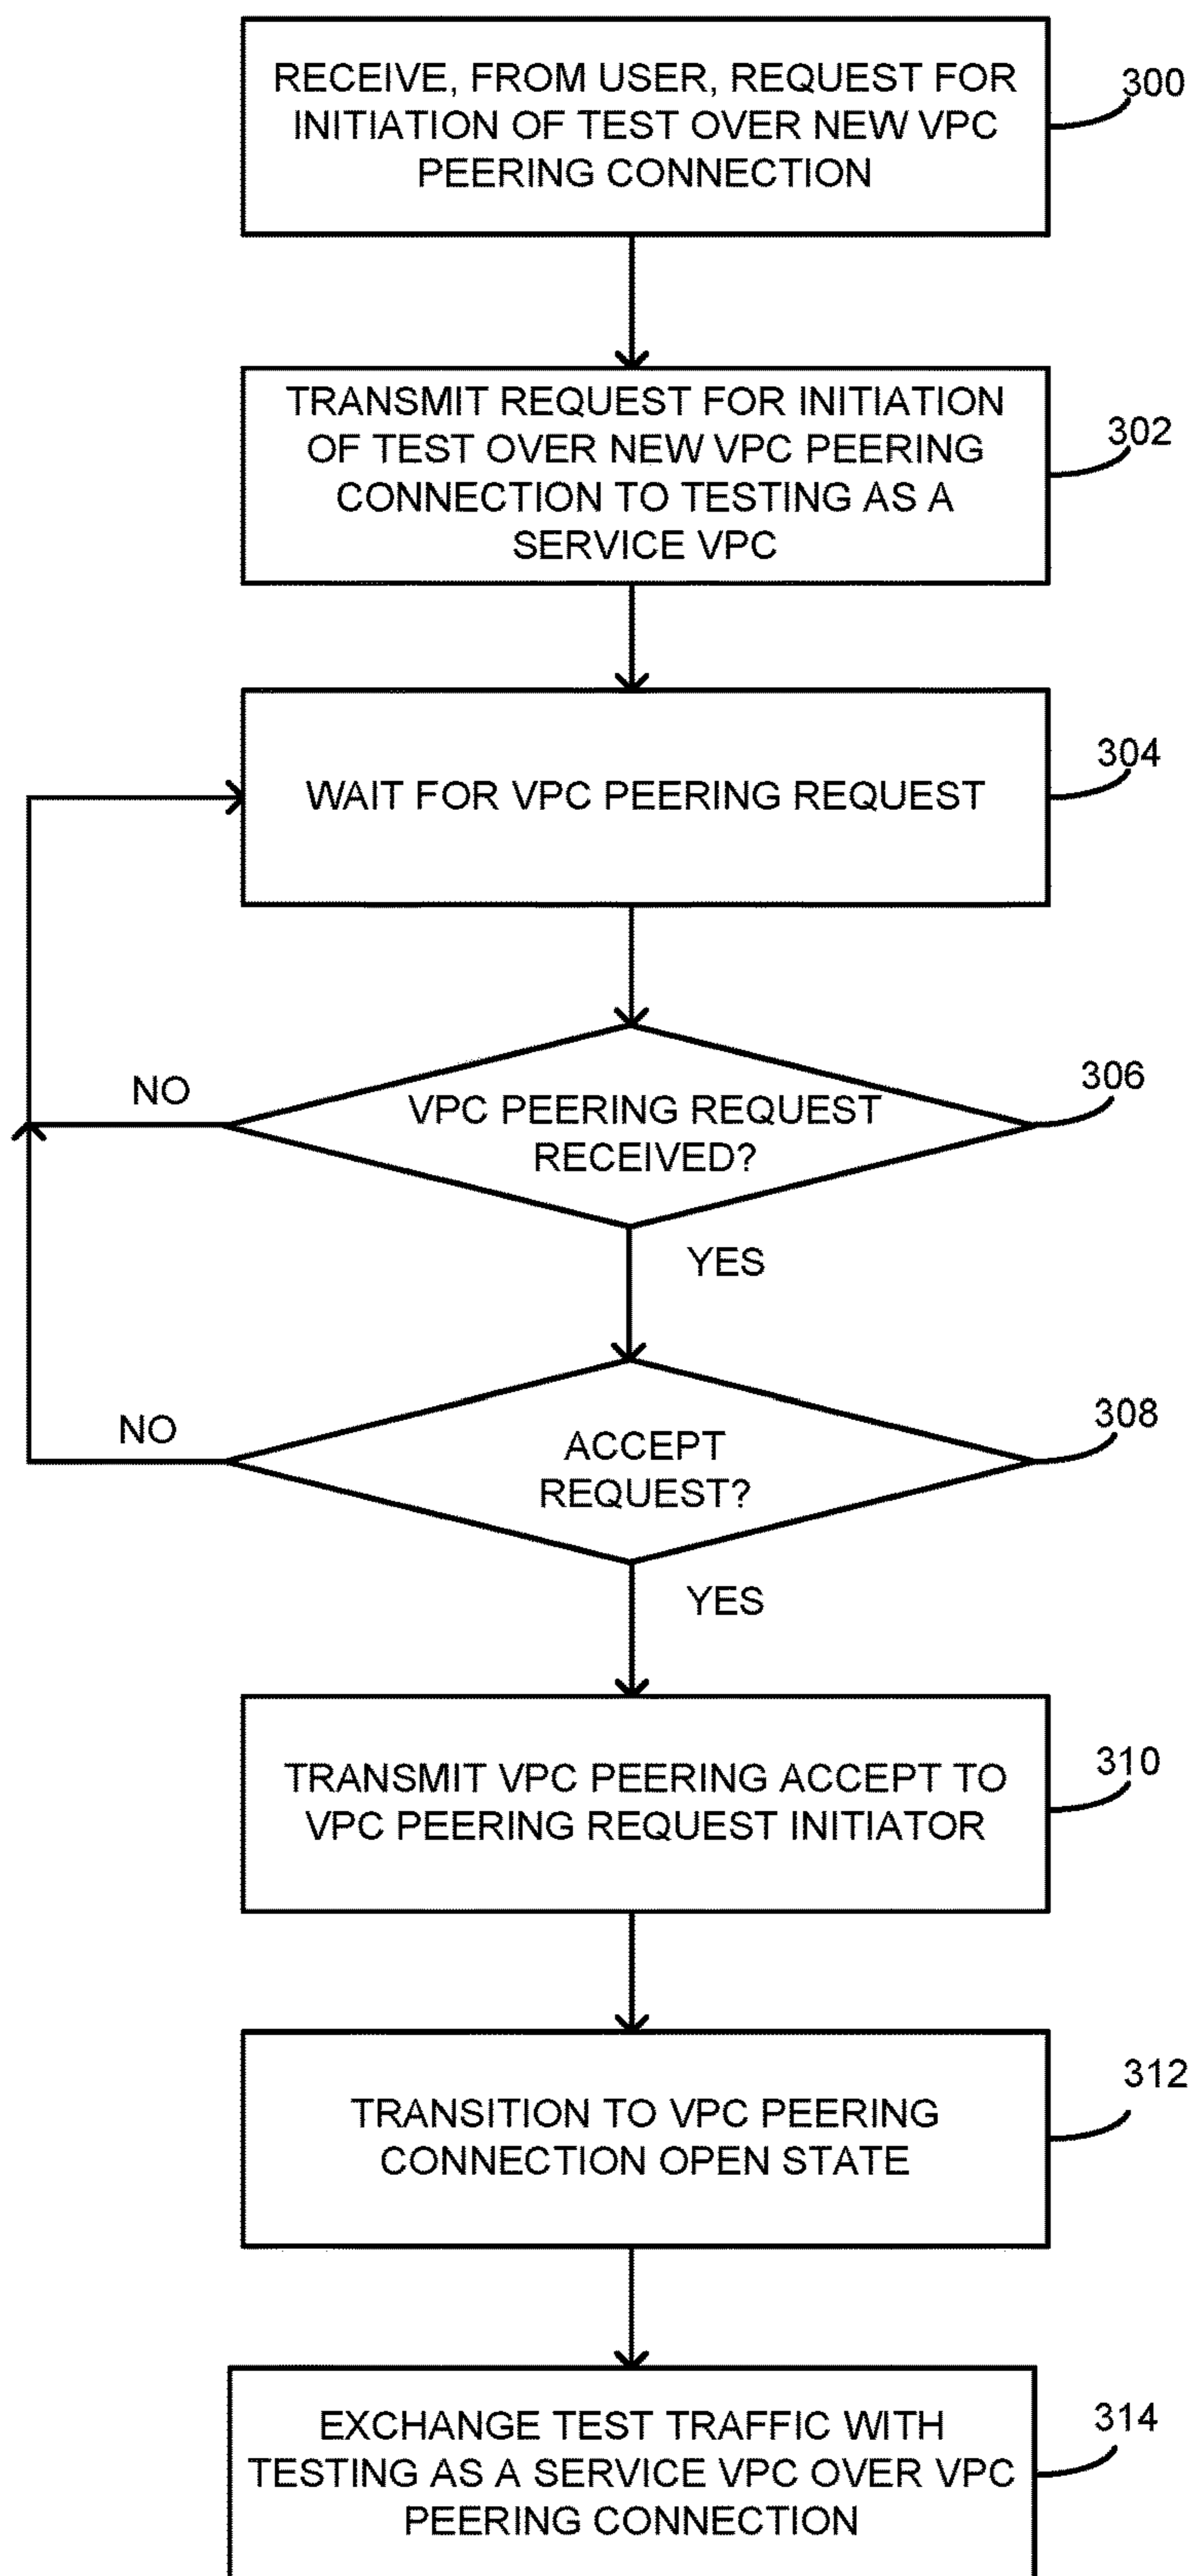 RECEIVE, FROM USER, REQUEST FOR
INITIATION OF TEST OVER NEW VPC
PEERING CONNECTION
300
TRANSMIT REQUEST FOR INITIATION
OF TEST OVER NEW VPC PEERING
CONNECTION TO TESTING AS A
SERVICE VPC
302
WAIT FOR VPC PEERING REQUEST
304
VPC PEERING REQUEST
RECEIVED?
306
NO
YES
ACCEPT
REQUEST?
308
NO
YES
TRANSMIT VPC PEERING ACCEPT TO
VPC PEERING REQUEST INITIATOR
310
TRANSITION TO VPC PEERING
CONNECTION OPEN STATE
312
EXCHANGE TEST TRAFFIC WITH
TESTING AS A SERVICE VPC OVER VPC
PEERING CONNECTION
314